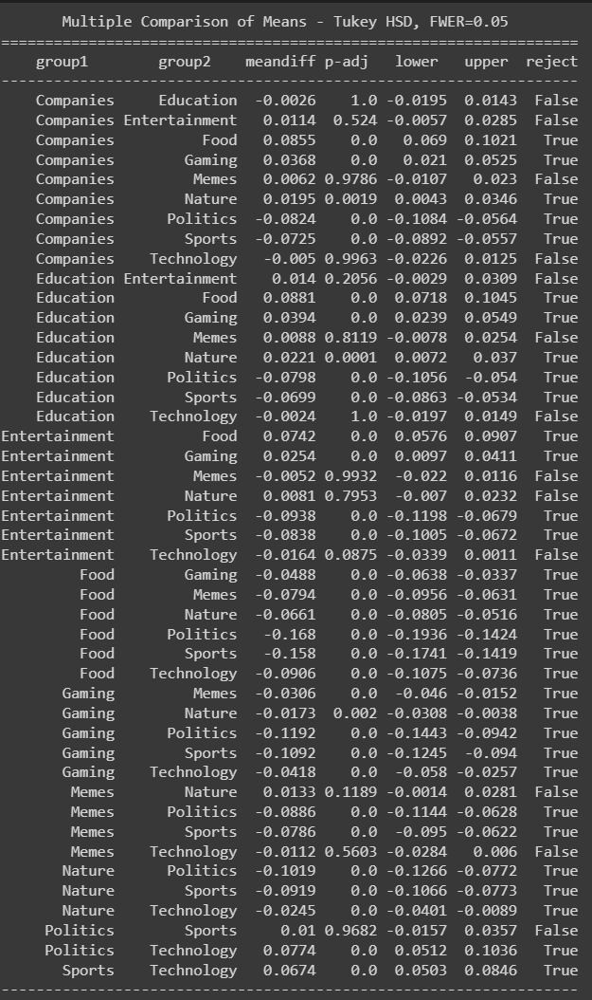 Multiple Comparison of Means - Tukey HSD, FWER=0.05
====================================================================
group1 group2 meandiff p-adj lower upper reject
--------------------------------------------------------------------
Companies Education -0.0026 1.0 -0.0195 0.0143 False
Companies Entertainment 0.0114 0.524 -0.0057 0.0285 False
Companies Food 0.0855 0.0 0.069 0.1021 True
Companies Gaming 0.0368 0.0 0.021 0.0525 True
Companies Memes 0.0062 0.9786 -0.0107 0.023 False
Companies Nature 0.0195 0.0019 0.0043 0.0346 True
Companies Politics -0.0824 0.0 -0.1084 -0.0564 True
Companies Sports -0.0725 0.0 -0.0892 -0.0557 True
Companies Technology -0.005 0.9963 -0.0226 0.0125 False
Education Entertainment 0.014 0.2056 -0.0029 0.0309 False
Education Food 0.0881 0.0 0.0718 0.1045 True
Education Gaming 0.0394 0.0 0.0239 0.0549 True
Education Memes 0.0088 0.8119 -0.0078 0.0254 False
Education Nature 0.0221 0.0001 0.0072 0.037 True
Education Politics -0.0798 0.0 -0.1056 -0.054 True
Education Sports -0.0699 0.0 -0.0863 -0.0534 True
Education Technology -0.0024 1.0 -0.0197 0.0149 False
Entertainment Food 0.0742 0.0 0.0576 0.0907 True
Entertainment Gaming 0.0254 0.0 0.0097 0.0411 True
Entertainment Memes -0.0052 0.9932 -0.022 0.0116 False
Entertainment Nature 0.0081 0.7953 -0.007 0.0232 False
Entertainment Politics -0.0938 0.0 -0.1198 -0.0679 True
Entertainment Sports -0.0838 0.0 -0.1005 -0.0672 True
Entertainment Technology -0.0164 0.0875 -0.0339 0.0011 False
Food Gaming -0.0488 0.0 -0.0638 -0.0337 True
Food Memes -0.0794 0.0 -0.0956 -0.0631 True
Food Nature -0.0661 0.0 -0.0805 -0.0516 True
Food Politics -0.168 0.0 -0.1936 -0.1424 True
Food Sports -0.158 0.0 -0.1741 -0.1419 True
Food Technology -0.0906 0.0 -0.1075 -0.0736 True
Gaming Memes -0.0306 0.0 -0.046 -0.0152 True
Gaming Nature -0.0173 0.002 -0.0308 -0.0038 True
Gaming Politics -0.1192 0.0 -0.1443 -0.0942 True
Gaming Sports -0.1092 0.0 -0.1245 -0.094 True
Gaming Technology -0.0418 0.0 -0.058 -0.0257 True
Memes Nature 0.0133 0.1189 -0.0014 0.0281 False
Memes Politics -0.0886 0.0 -0.1144 -0.0628 True
Memes Sports -0.0786 0.0 -0.095 -0.0622 True
Memes Technology -0.0112 0.5603 -0.0284 0.006 False
Nature Politics -0.1019 0.0 -0.1266 -0.0772 True
Nature Sports -0.0919 0.0 -0.1066 -0.0773 True
Nature Technology -0.0245 0.0 -0.0401 -0.0089 True
Politics Sports 0.01 0.9682 -0.0157 0.0357 False
Politics Technology 0.0774 0.0 0.0512 0.1036 True
Sports Technology 0.0674 0.0 0.0503 0.0846 True
--------------------------------------------------------------------